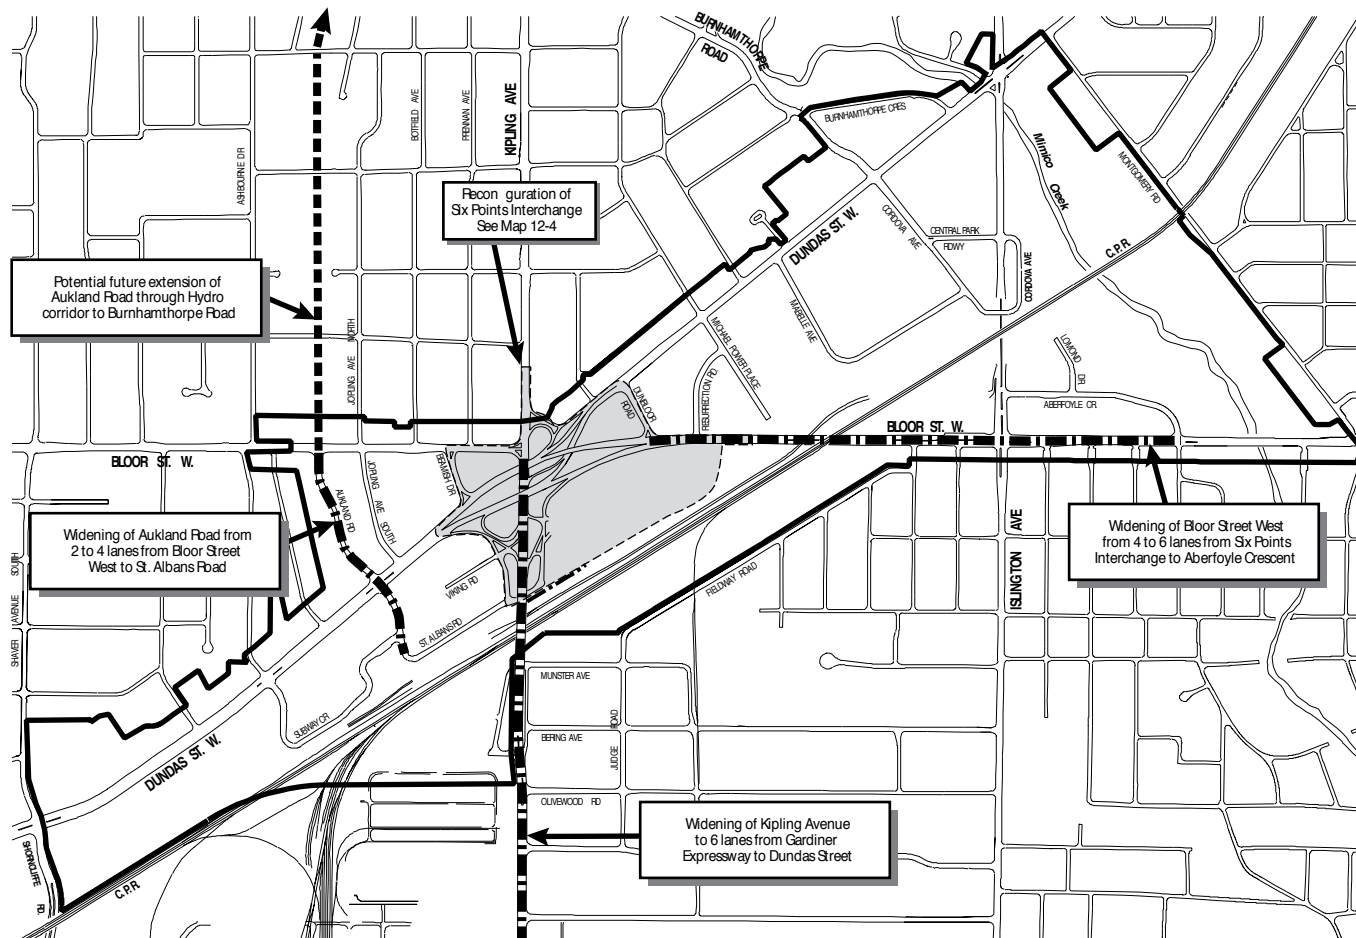 BURNHAMTHORPE
ROAD
BURNHAMTHORPE CRES
KIPLING AVE
BOTFIELD AVE
PRENNAN AVE
ASHBOURNE DR
Mimico
Creek
MONTGOMERY RD
Recon guration of
Six Points Interchange
See Map 12-4
DUNDAS ST. W.
CORDOVA AVE
CENTRAL PARK
RDWY
CORDOVA AVE
C.P.R.
Potential future extension of
Aukland Road through Hydro
corridor to Burnhamthorpe Road
MABELLE AVE
MICHAEL POWER PLACE
JOPLING AVE NORTH
RESURRECTION RD.
DUNBLOOR
ROAD
LOMOND DR
ABERFOYLE CR
BLOOR ST. W.
BLOOR ST. W.
BEAMISH DR
JOPLING AVE SOUTH
AUKLAND RD
Widening of Aukland Road from
2 to 4 lanes from Bloor Street
West to St. Albans Road
Widening of Bloor Street West
from 4 to 6 lanes from Six Points
Interchange to Aberfoyle Crescent
ISLINGTON AVE
SHAVER AVENUE SOUTH
VIKING RD
FIELDWAY ROAD
ST. ALBANS RD
MUNSTER AVE
SUBWAY CR
BERING AVE
JUDGE ROAD
DUNDAS ST. W.
OLIVEWOOD RD
Widening of Kipling Avenue
to 6 lanes from Gardiner
Expressway to Dundas Street
SHORNCLIFFE RD.
C.P.R.